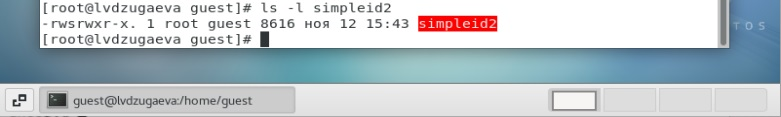 [root@lvdzugaeva guest]# ls -l simpleid2
-rwsrwxr-x. 1 root guest 8616 ноя 12 15:43 simpleid2
[root@lvdzugaeva guest]#
TOS
guest@lvdzugaeva:/home/guest